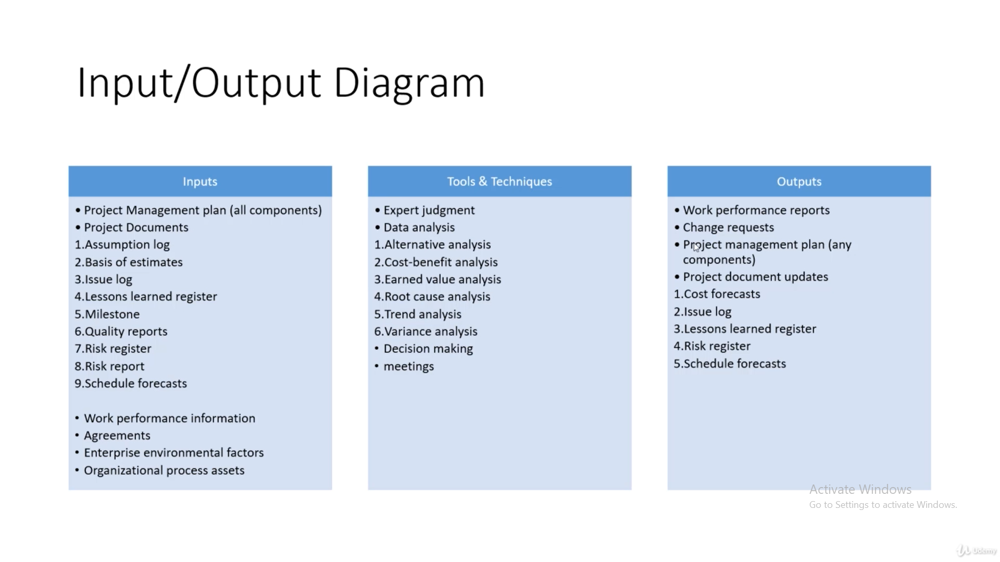 Input/Output Diagram
Inputs
• Project Management plan (all components)
• Project Documents
1.Assumption log
2.Basis of estimates
3.Issue log
4.Lessons learned register
5.Milestone
6.Quality reports
7.Risk register
8.Risk report
9.Schedule forecasts
• Work performance information
• Agreements
• Enterprise environmental factors
• Organizational process assets
Tools & Techniques
• Expert judgment
• Data analysis
1.Alternative analysis
2.Cost-benefit analysis
3.Earned value analysis
4.Root cause analysis
5.Trend analysis
6.Variance analysis
• Decision making
• meetings
Outputs
• Work performance reports
• Change requests
• Project management plan (any
components)
• Project document updates
1.Cost forecasts
2.Issue log
3.Lessons learned register
4.Risk register
5.Schedule forecasts
Activate Windows
Go to Settings to activate Windows.
Udemy